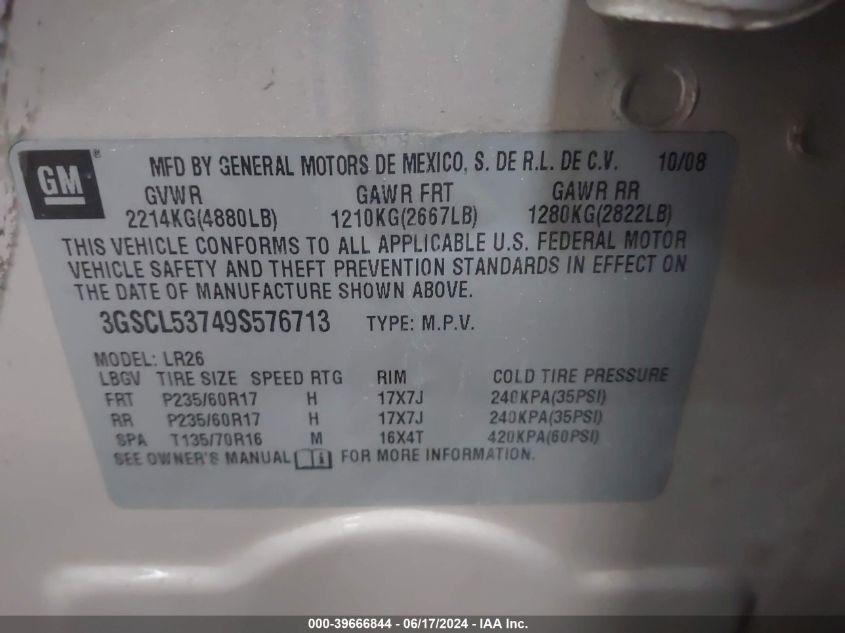 GM ® MFD BY GENERAL MOTORS DE MEXICO, S. DE R.L. DE C.V. 10/08
GVWR GAWR FRT GAWR RR
2214KG(4880LB) 1210KG(2667LB) 1280KG(2822LB)
THIS VEHICLE CONFORMS TO ALL APPLICABLE U.S. FEDERAL MOTOR
VEHICLE SAFETY AND THEFT PREVENTION STANDARDS IN EFFECT ON
THE DATE OF MANUFACTURE SHOWN ABOVE.
3GSCL53749S576713 TYPE: M.P.V.
MODEL: LR26
LBGV TIRE SIZE SPEED RTG RIM COLD TIRE PRESSURE
FRT P235/60R17 H 17X7J 240KPA(35PSI)
RR P235/60R17 H 17X7J 240KPA(35PSI)
SPA T135/70R16 M 16X4T 420KPA(60PSI)
SEE OWNER'S MANUAL i FOR MORE INFORMATION.
000-39666844 - 06/17/2024 - IAA Inc.